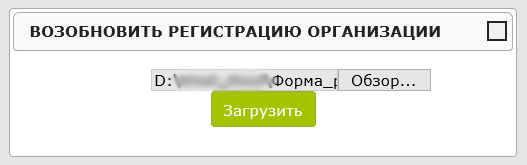 ВОЗОБНОВИТЬ РЕГИСТРАЦИЮ ОРГАНИЗАЦИИ
D:\ \Форма_р Обзор...
Загрузить